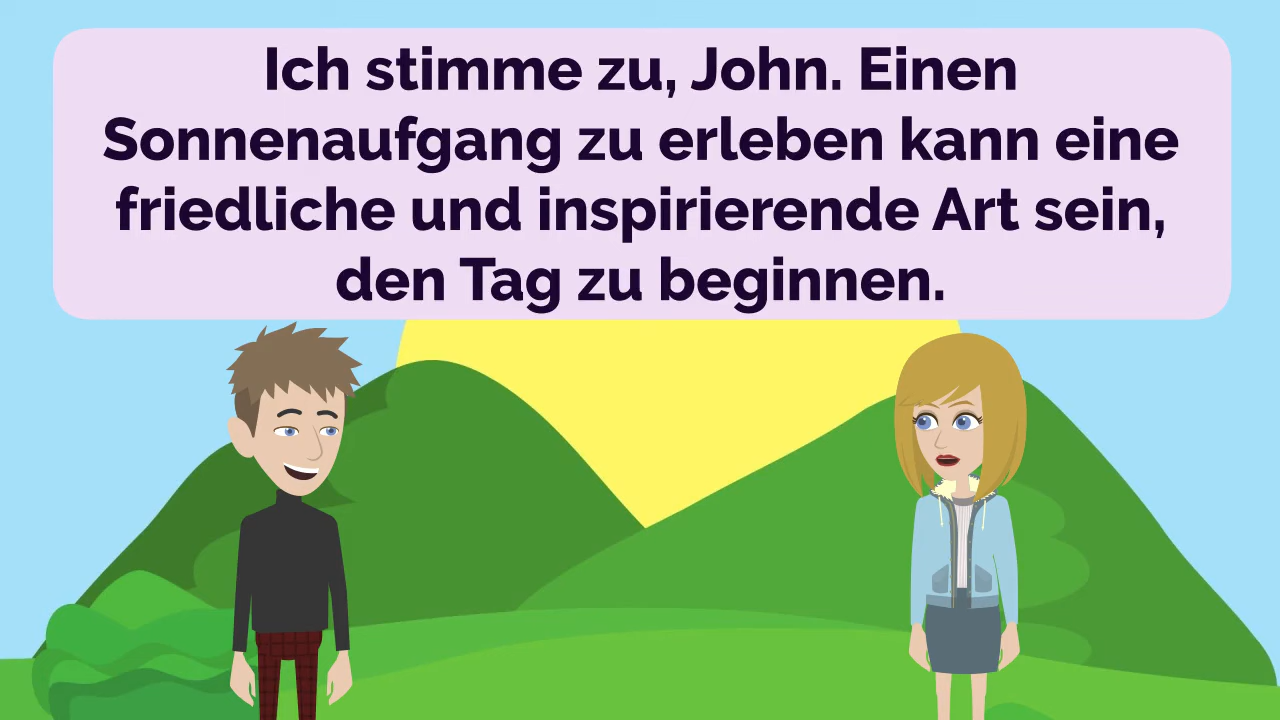 Ich stimme zu, John. Einen
Sonnenaufgang zu erleben kann eine
friedliche und inspirierende Art sein,
den Tag zu beginnen.